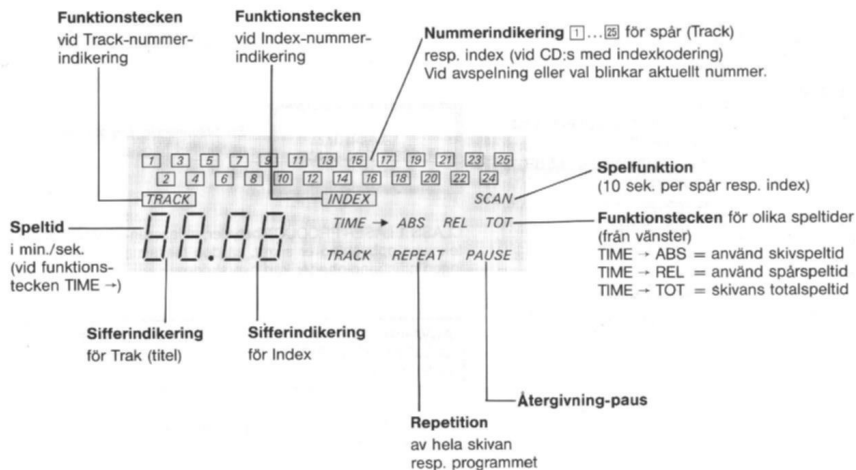 Funktionstecken
vid Track-nummer-
indikering
Funktionstecken
vid Index-nummer-
indikering
Nummerindikering 1...25 för spår (Track)
resp. index (vid CD:s med indexkodering)
Vid avspelning eller val blinkar aktuellt nummer.
1 3 5 7 9 11 13 15 17 19 21 23 25
2 4 6 8 10 12 14 16 18 20 22 24
TRACK INDEX SCAN
TIME → ABS REL TOT
88.88
TRACK REPEAT PAUSE
Speltid
i min./sek.
(vid funktions-
tecken TIME →)
Spelfunktion
(10 sek. per spår resp. index)
Funktionstecken för olika speltider
(från vänster)
TIME → ABS = använd skivspeltid
TIME → REL = använd spårspeltid
TIME → TOT = skivans totalspeltid
Sifferindikering
för Trak (titel)
Sifferindikering
för Index
Återgivning-paus
Repetition
av hela skivan
resp. programmet